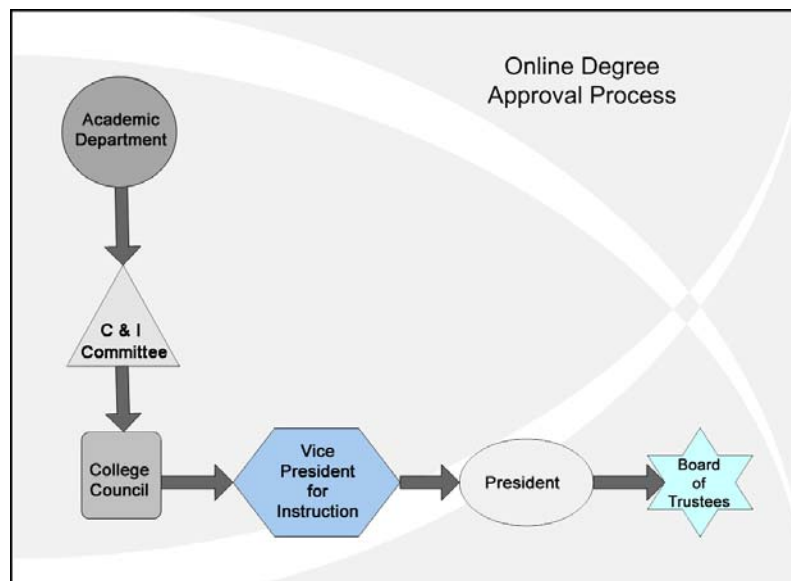 Online Degree
Approval Process
Academic
Department
C & I
Committee
College
Council
Vice
President
for
Instruction
President
Board
of
Trustees